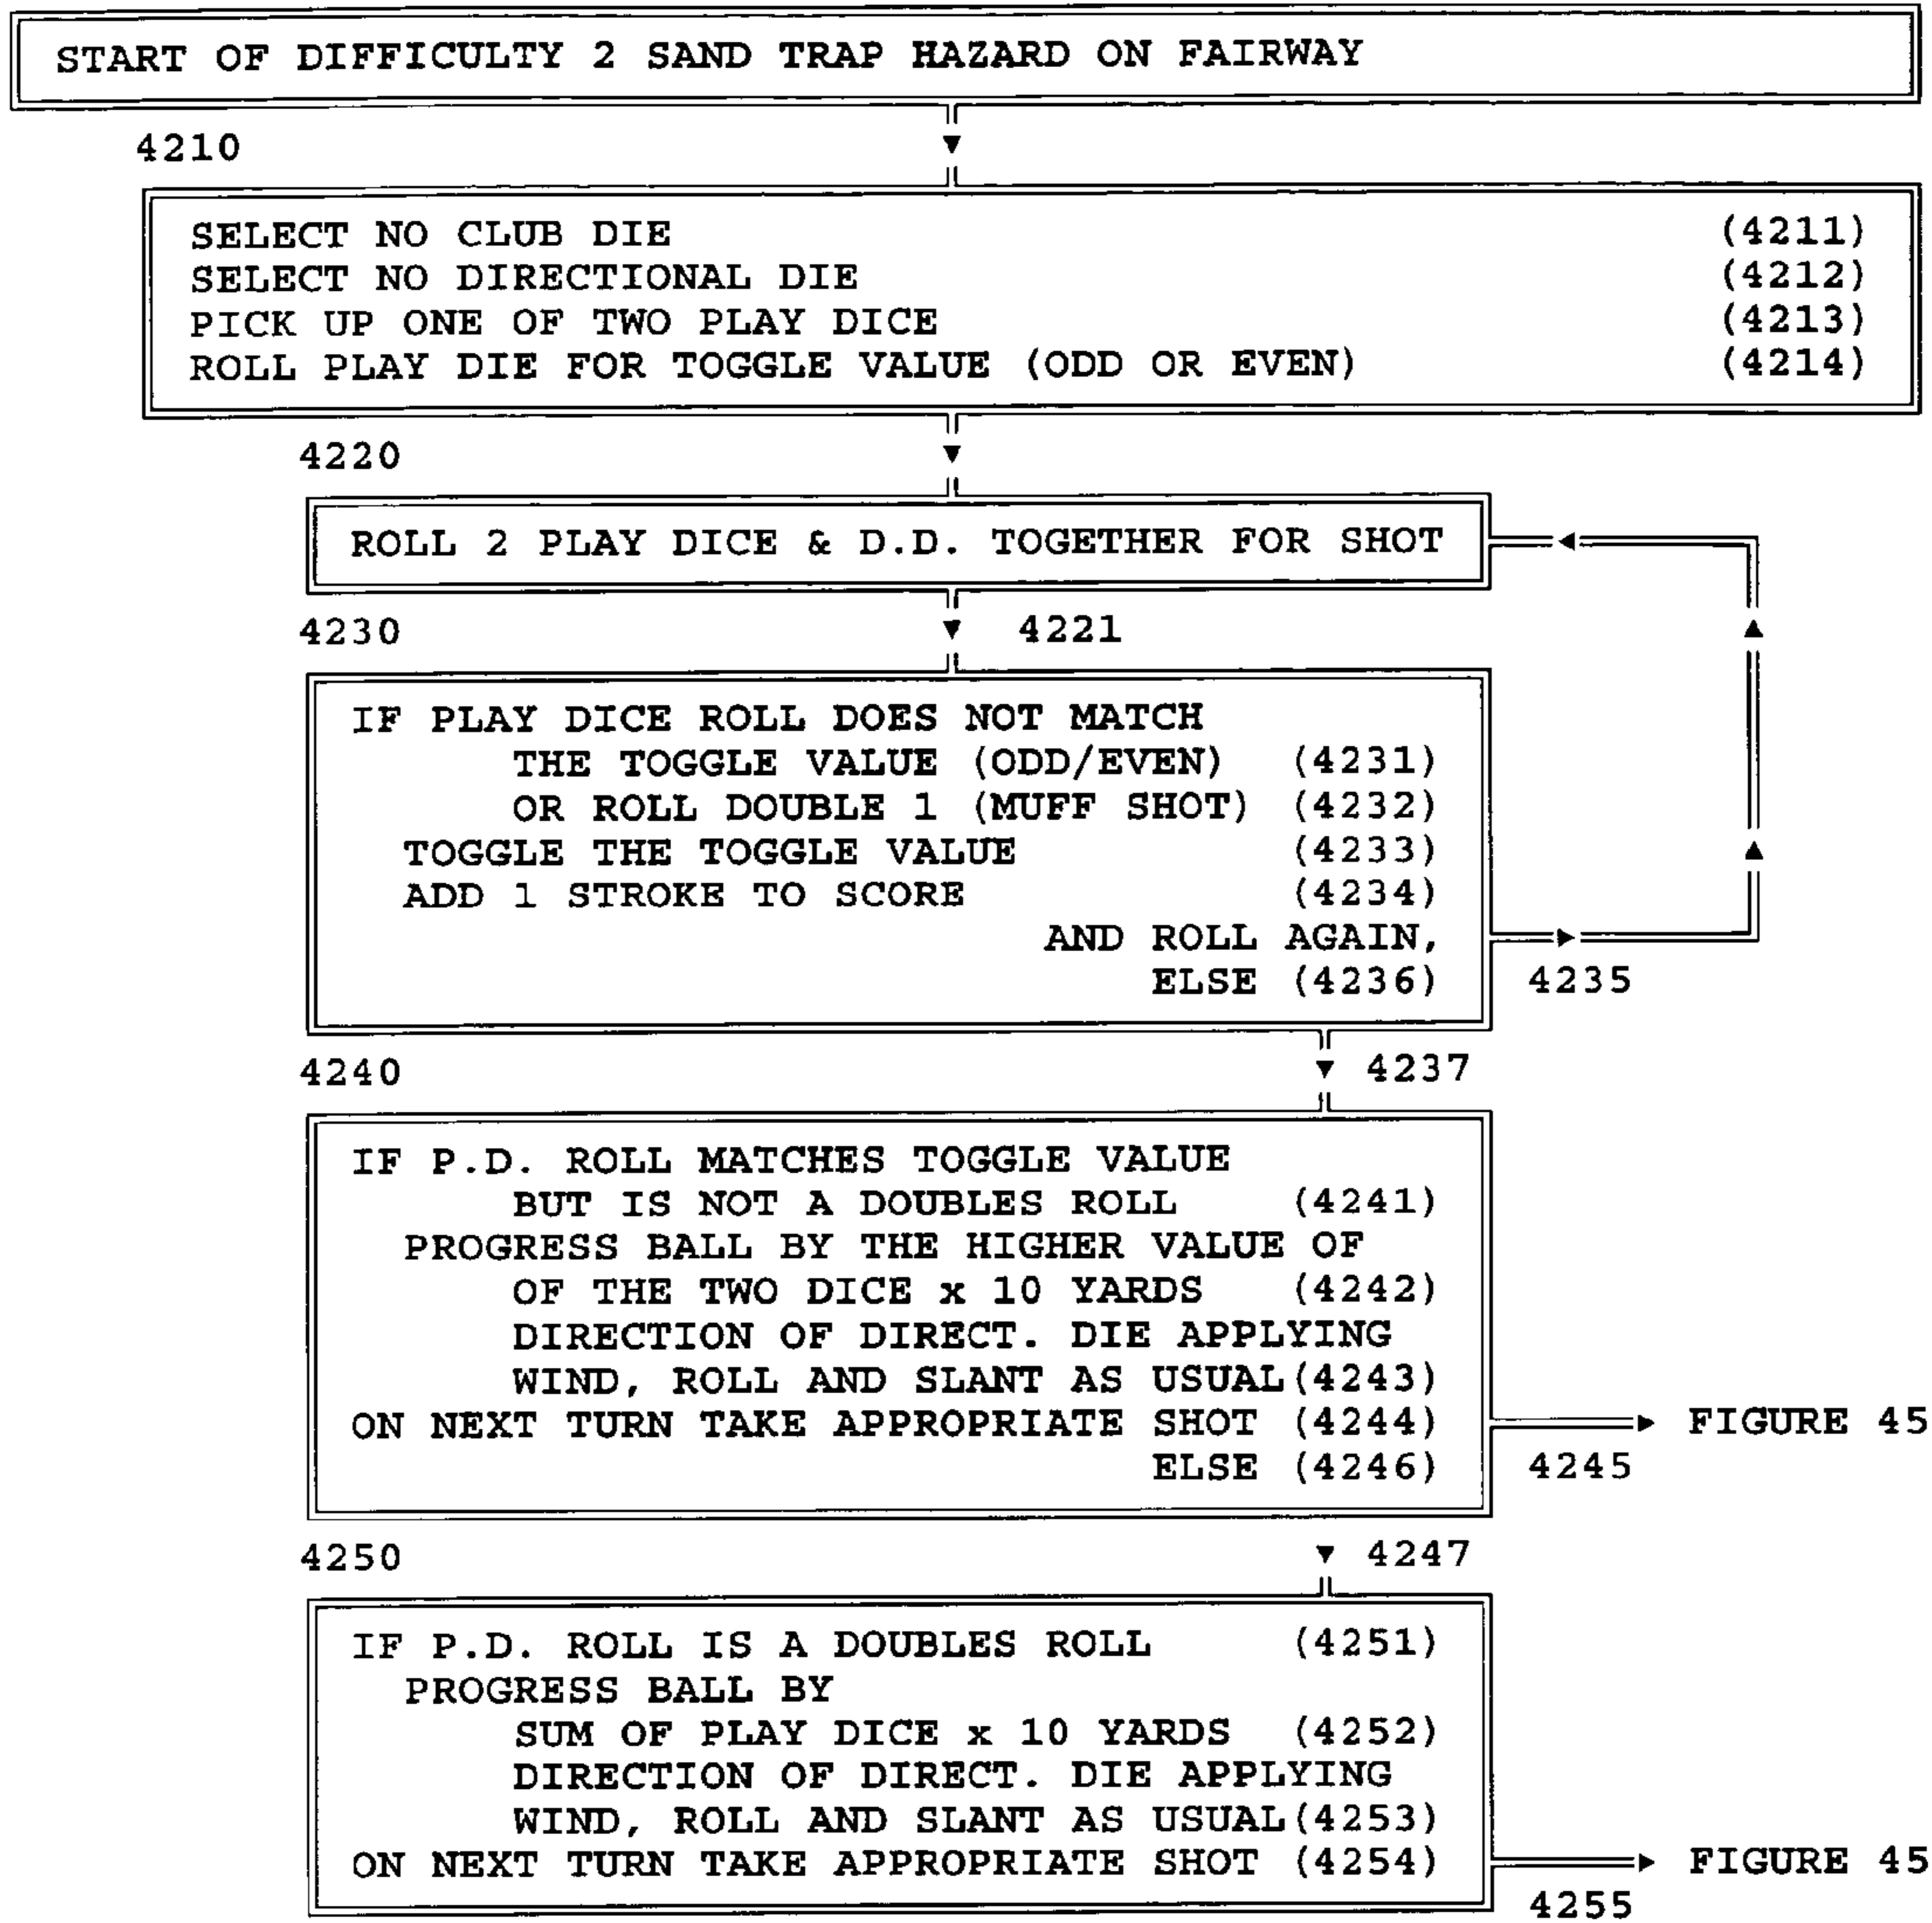 START OF DIFFICULTY 2 SAND TRAP HAZARD ON FAIRWAY
4210
SELECT NO CLUB DIE (4211)
SELECT NO DIRECTIONAL DIE (4212)
PICK UP ONE OF TWO PLAY DICE (4213)
ROLL PLAY DIE FOR TOGGLE VALUE (ODD OR EVEN) (4214)
4220
ROLL 2 PLAY DICE & D.D. TOGETHER FOR SHOT
4230 4221
IF PLAY DICE ROLL DOES NOT MATCH
THE TOGGLE VALUE (ODD/EVEN) (4231)
OR ROLL DOUBLE 1 (MUFF SHOT) (4232)
TOGGLE THE TOGGLE VALUE (4233)
ADD 1 STROKE TO SCORE (4234)
AND ROLL AGAIN,
ELSE (4236) 4235
4240 4237
IF P.D. ROLL MATCHES TOGGLE VALUE
BUT IS NOT A DOUBLES ROLL (4241)
PROGRESS BALL BY THE HIGHER VALUE OF
OF THE TWO DICE x 10 YARDS (4242)
DIRECTION OF DIRECT. DIE APPLYING
WIND, ROLL AND SLANT AS USUAL(4243)
ON NEXT TURN TAKE APPROPRIATE SHOT (4244) FIGURE 45
ELSE (4246) 4245
4250 4247
IF P.D. ROLL IS A DOUBLES ROLL (4251)
PROGRESS BALL BY
SUM OF PLAY DICE x 10 YARDS (4252)
DIRECTION OF DIRECT. DIE APPLYING
WIND, ROLL AND SLANT AS USUAL(4253)
ON NEXT TURN TAKE APPROPRIATE SHOT (4254) FIGURE 45
4255